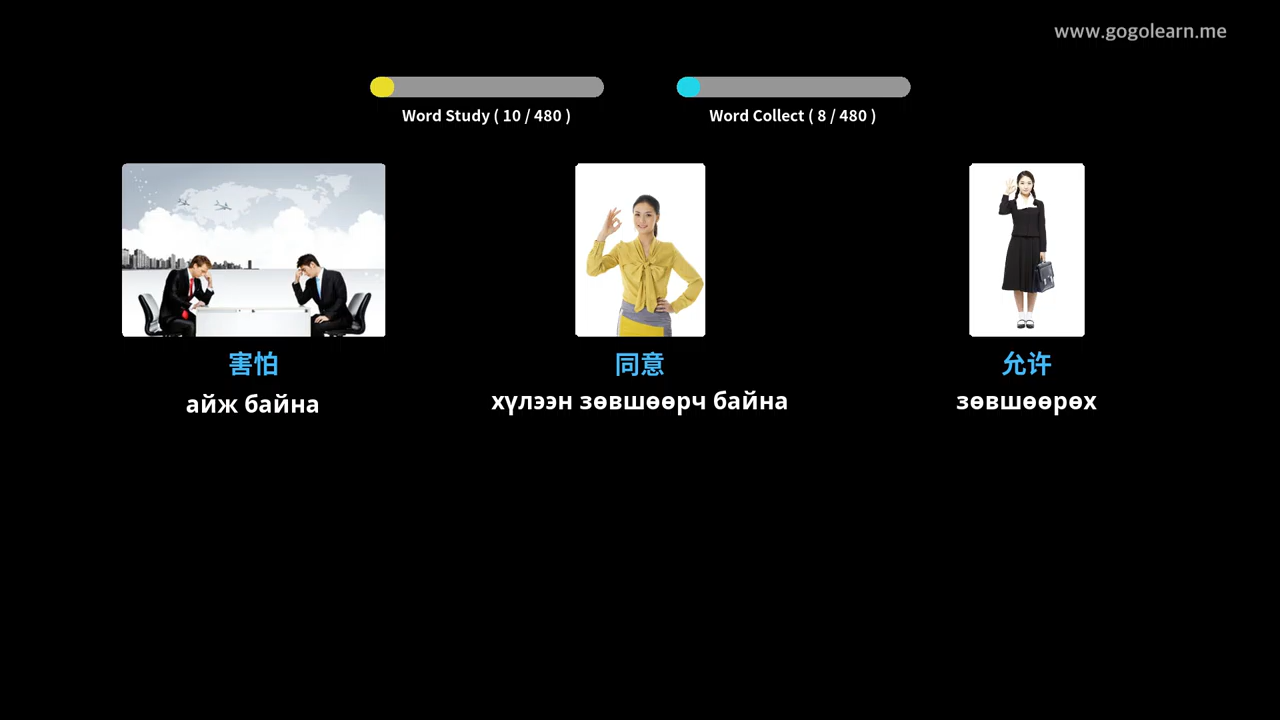 www.gogolearn.me
Word Study ( 10 / 480 )
Word Collect ( 8 / 480 )
害怕
同意
允许
айж байна
хүлээн зөвшөөрч байна
зөвшөөрөх